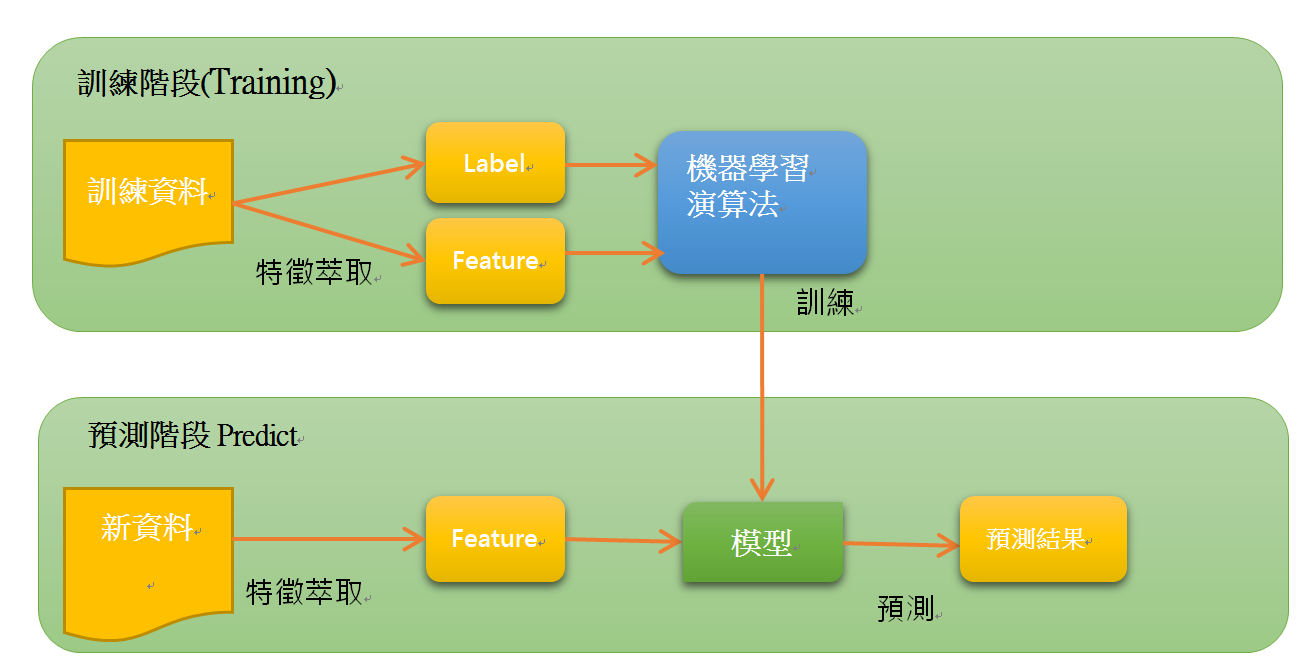 訓練階段(Training)
訓練資料
Label
Feature
特徵萃取
機器學習
演算法
訓練
預測階段 Predict
新資料
特徵萃取
Feature
模型
預測
預測結果